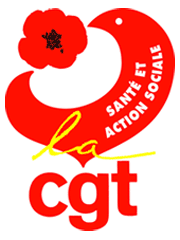 SANTÉ ET
ACTION SOCIALE
la
cgt